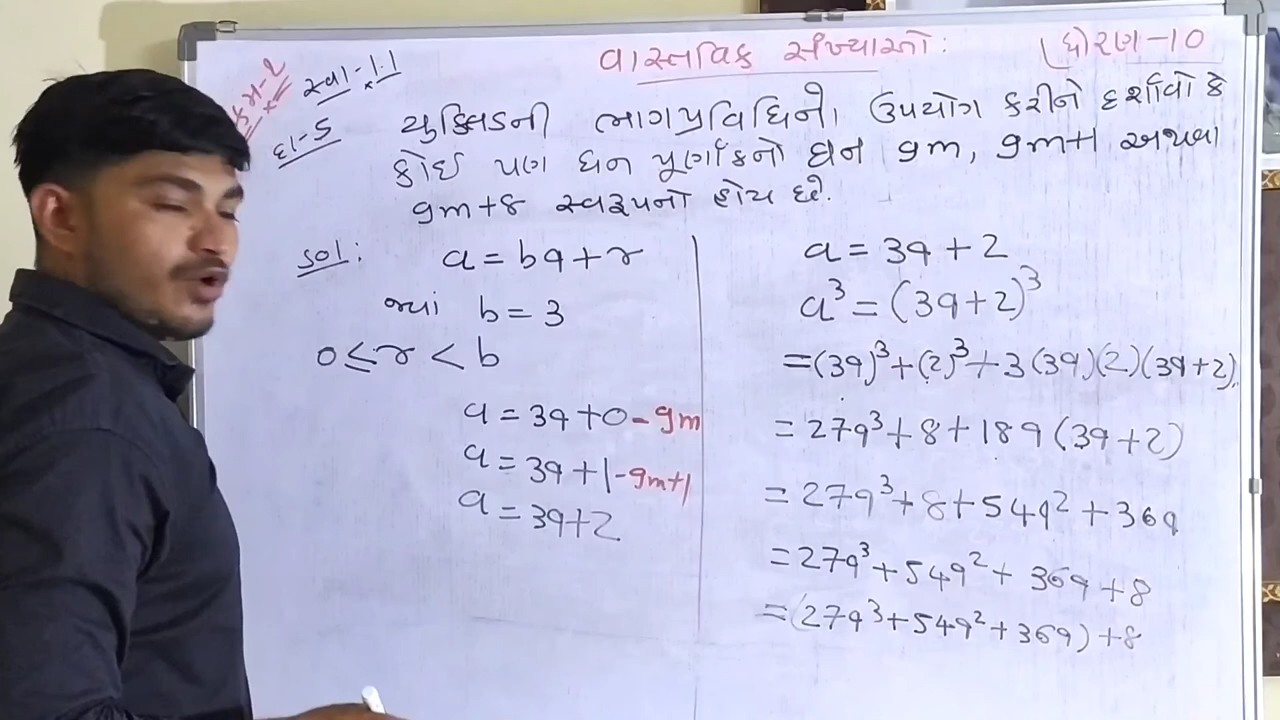 વાસ્તવિક સંખ્યાઓ: ધોરણ-10
સ્વા-1.1
દા-5
યુક્લિડની ભાગપ્રવિધિનો ઉપયોગ કરીને દર્શાવો કે
કોઈ પણ ધન પૂર્ણાંકનો ઘન 9m, 9m+1 અથવા
9m+8 સ્વરૂપનો હોય છે.
sol:
a = bq + r
જ્યાં b = 3
0 ≤ r < b
a = 3q + 0 - 9m
a = 3q + 1 - 9m+1
a = 3q+2
a = 3q + 2
a³ = (3q+2)³
= (3q)³ + (2)³ + 3(3q)(2)(3q+2)
= 27q³ + 8 + 18q (3q+2)
= 27q³ + 8 + 54q² + 36q
= 27q³ + 54q² + 36q + 8
= (27q³ + 54q² + 36q) + 8